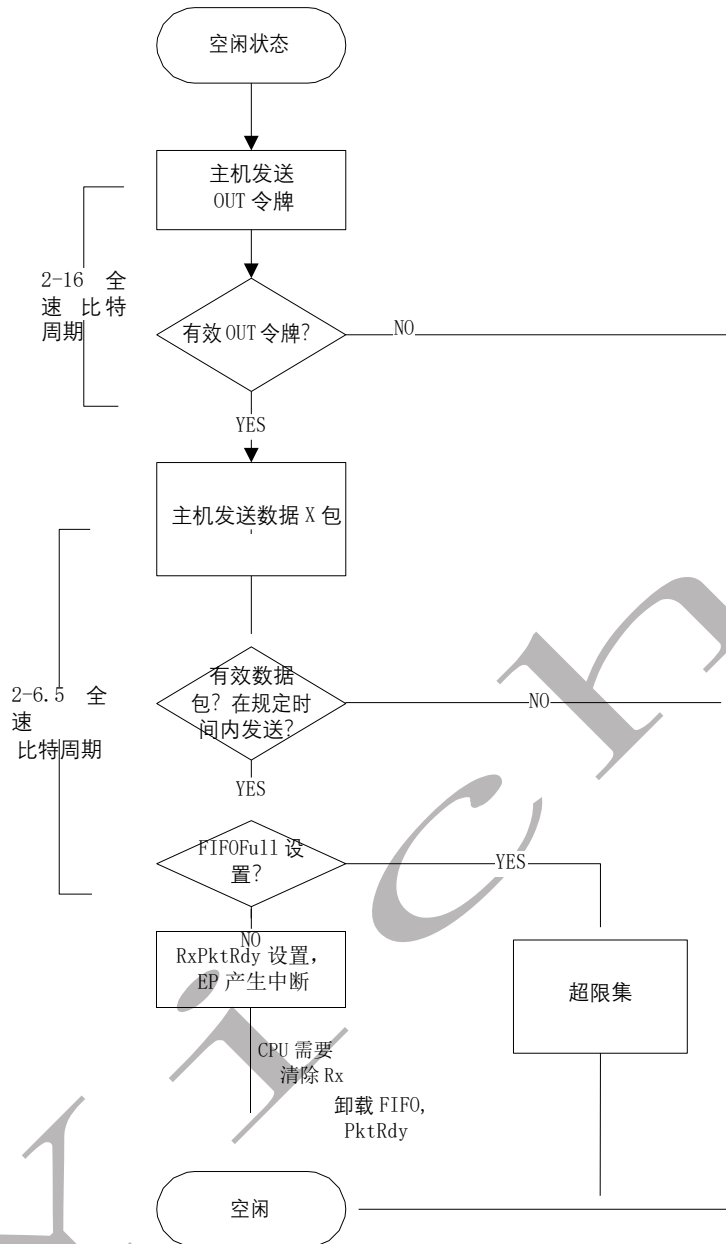 空闲状态
主机发送
OUT 令牌
2-16 全
速 比特
周期
有效 OUT 令牌?
NO
YES
主机发送数据 X 包
2-6.5 全
速
比特周期
有效数据
包? 在规定时
间内发送?
NO
YES
FIFOFull 设
置?
YES
NO
RxPktRdy 设置,
EP 产生中断
超限集
CPU 需要
清除 Rx
卸载 FIFO,
PktRdy
空闲
Yich